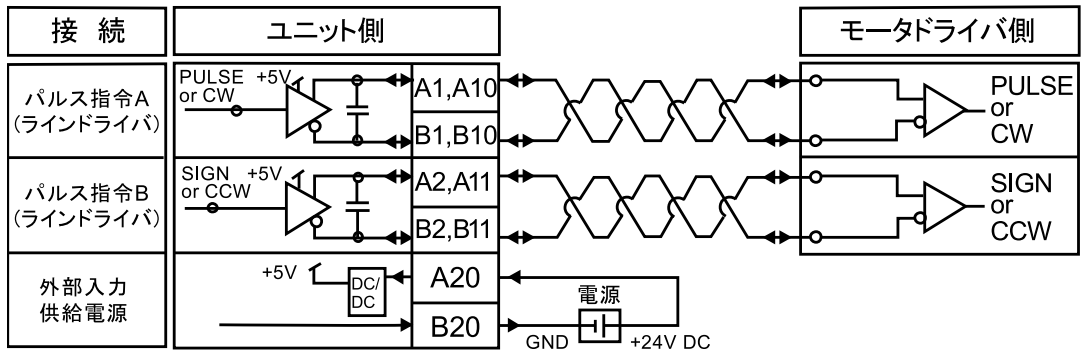 接 続
ユニット側
モータドライバ側
パルス指令A
(ラインドライバ)
PULSE +5V
or CW
A1,A10
B1,B10
PULSE
or
CW
パルス指令B
(ラインドライバ)
SIGN +5V
or CCW
A2,A11
B2,B11
SIGN
or
CCW
外部入力
供給電源
+5V
DC/
DC
A20
B20
電源
GND
+24V DC